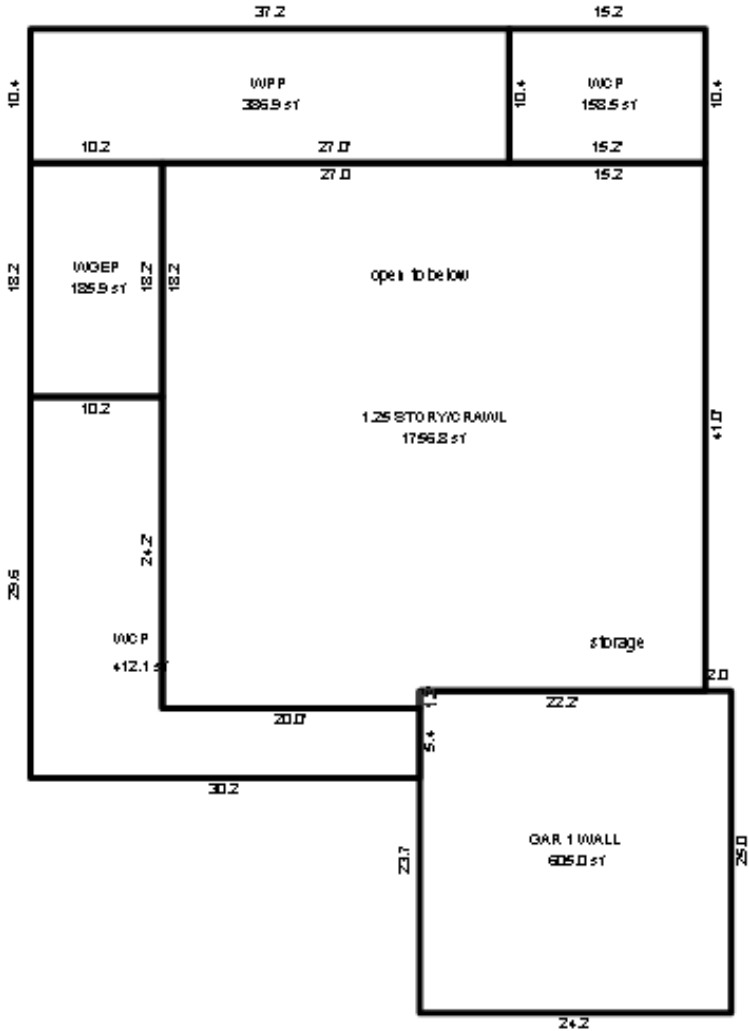 37.2 15.2
10.4 WPP 10.4 WCP 10.4
386.9 sf 158.5 sf
10.2 27.0' 15.2'
27.0 15.2
18.2 WGEP 18.2' 18.2 open to below
185.9 sf
10.2 1.25 STORY/CRAWL 41.0'
1756.8 sf
24.2'
29.6
WCP storage
412.1 sf
2.0
20.0' 22.2'
5.4
30.2
GAR 1 WALL
23.7 605.0 sf 25.0
24.2